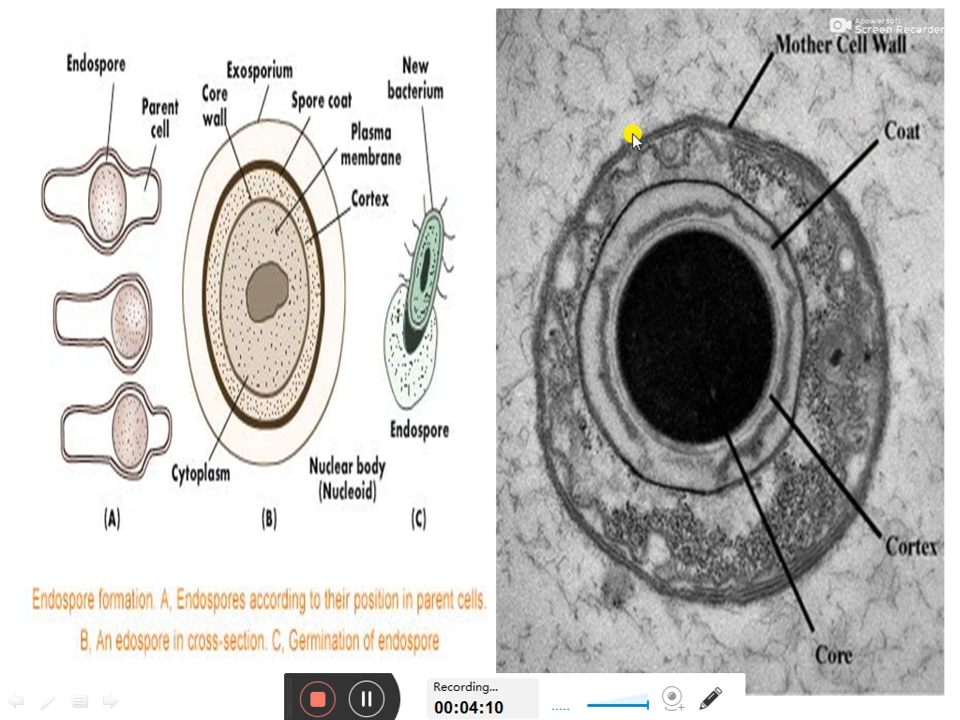 Endospore
Parent
cell
Exosporium
Core
wall
Spore coat
Plasma
membrane
Cortex
New
bacterium
Endospore
Cytoplasm
Nuclear body
(Nucleoid)
(A)
(B)
(C)
Endospore formation. A, Endospores according to their position in parent cells.
B, An edospore in cross-section. C, Germination of endospore
Apowersoft
Screen Recorder
Mother Cell Wall
Coat
Cortex
Core
Recording...
00:04:10